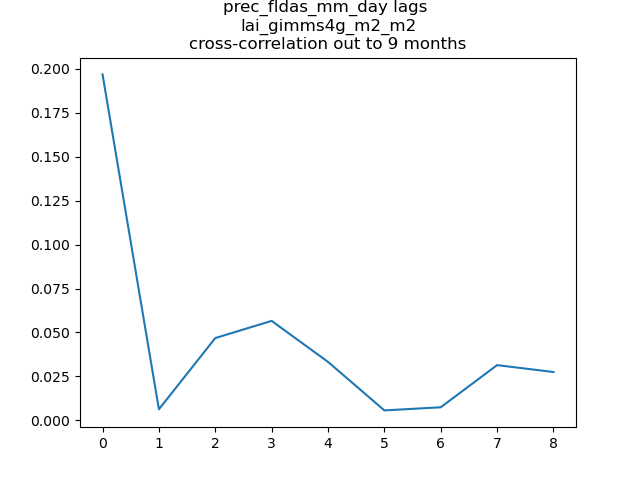 prec_fldas_mm_day lags
lai_gimms4g_m2_m2
cross-correlation out to 9 months
0.200
0.175
0.150
0.125
0.100
0.075
0.050
0.025
0.000
0 1 2 3 4 5 6 7 8